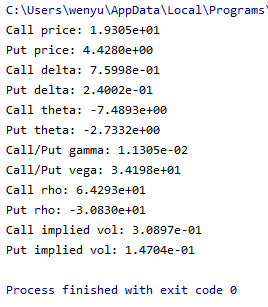 C:\Users\wenyu\AppData\Local\Programs\
Call price: 1.9305e+01
Put price: 4.4280e+00
Call delta: 7.5998e-01
Put delta: 2.4002e-01
Call theta: -7.4893e+00
Put theta: -2.7332e+00
Call/Put gamma: 1.1305e-02
Call/Put vega: 3.4198e+01
Call rho: 6.4293e+01
Put rho: -3.0830e+01
Call implied vol: 3.0897e-01
Put implied vol: 1.4704e-01
Process finished with exit code 0